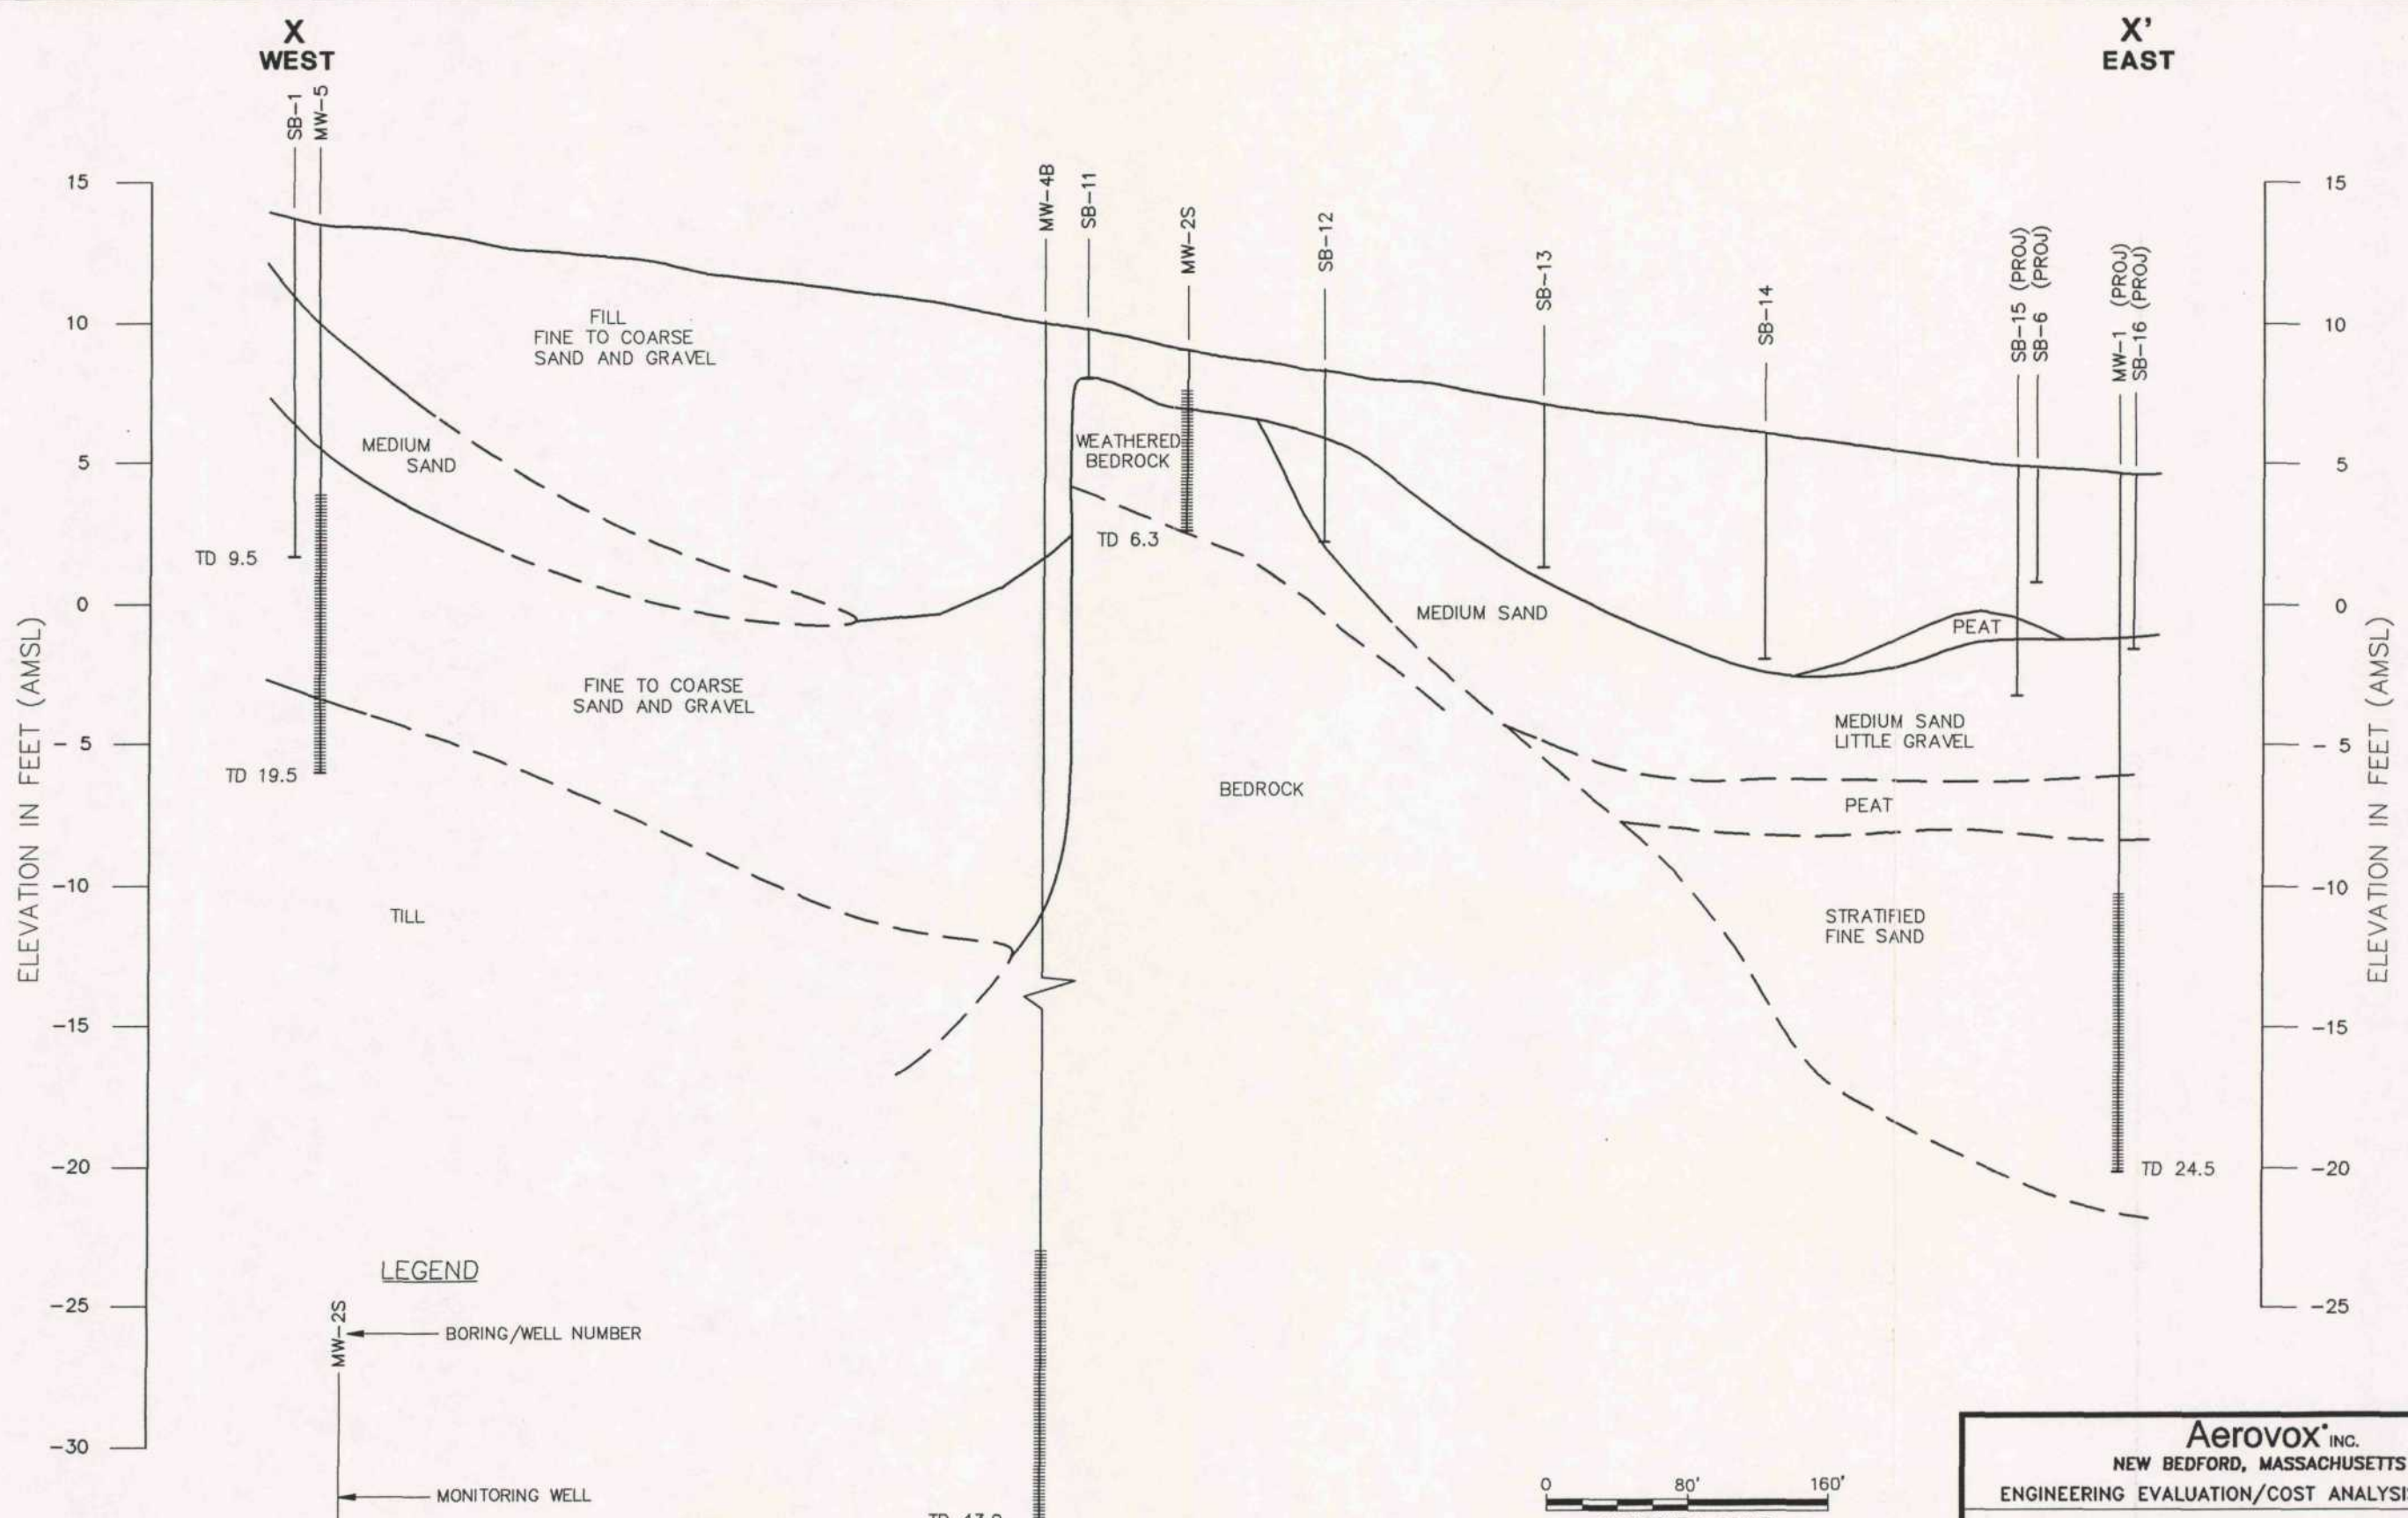 X
WEST
X'
EAST
SB-1
MW-5
MW-4B
SB-11
MW-2S
SB-12
SB-13
SB-14
SB-15 (PROJ)
SB-6 (PROJ)
MW-1 (PROJ)
SB-16 (PROJ)
15
10
5
0
- 5
-10
-15
-20
-25
-30
ELEVATION IN FEET (AMSL)
15
10
5
0
- 5
-10
-15
-20
-25
ELEVATION IN FEET (AMSL)
FILL
FINE TO COARSE
SAND AND GRAVEL
MEDIUM
SAND
WEATHERED
BEDROCK
TD 9.5
TD 6.3
MEDIUM SAND
PEAT
FINE TO COARSE
SAND AND GRAVEL
MEDIUM SAND
LITTLE GRAVEL
TD 19.5
BEDROCK
PEAT
TILL
STRATIFIED
FINE SAND
TD 24.5
LEGEND
MW-2S
BORING/WELL NUMBER
MONITORING WELL
0 80' 160'
Aerovox INC.
NEW BEDFORD, MASSACHUSETTS
ENGINEERING EVALUATION/COST ANALYSI